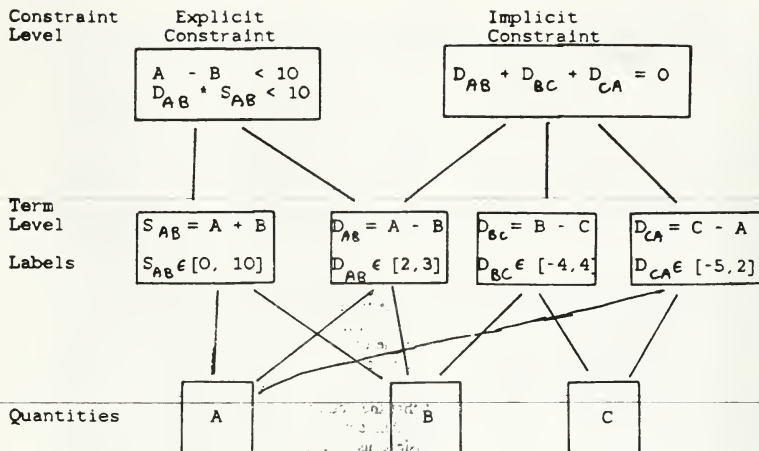 Constraint Level
Explicit Constraint
Implicit Constraint
A - B < 10
D_AB * S_AB < 10
D_AB + D_BC + D_CA = 0
Term Level
Labels
S_AB = A + B
S_AB ϵ [0, 10]
D_AB = A - B
D_AB ϵ [2,3]
D_BC = B - C
D_BC ϵ [-4,4]
D_CA = C - A
D_CA ϵ [-5,2]
Quantities
A
B
C